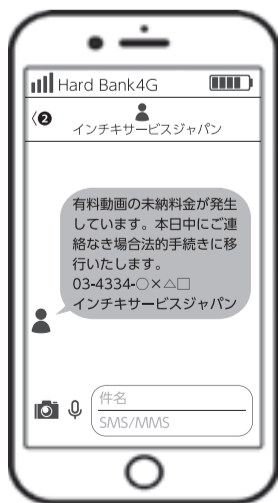 Hard Bank4G
〈❷
インチキサービスジャパン
有料動画の未納料金が発生
しています。本日中にご連
絡なき場合法的手続きに移
行いたします。
03-4334-○×△□
インチキサービスジャパン
件名
SMS/MMS